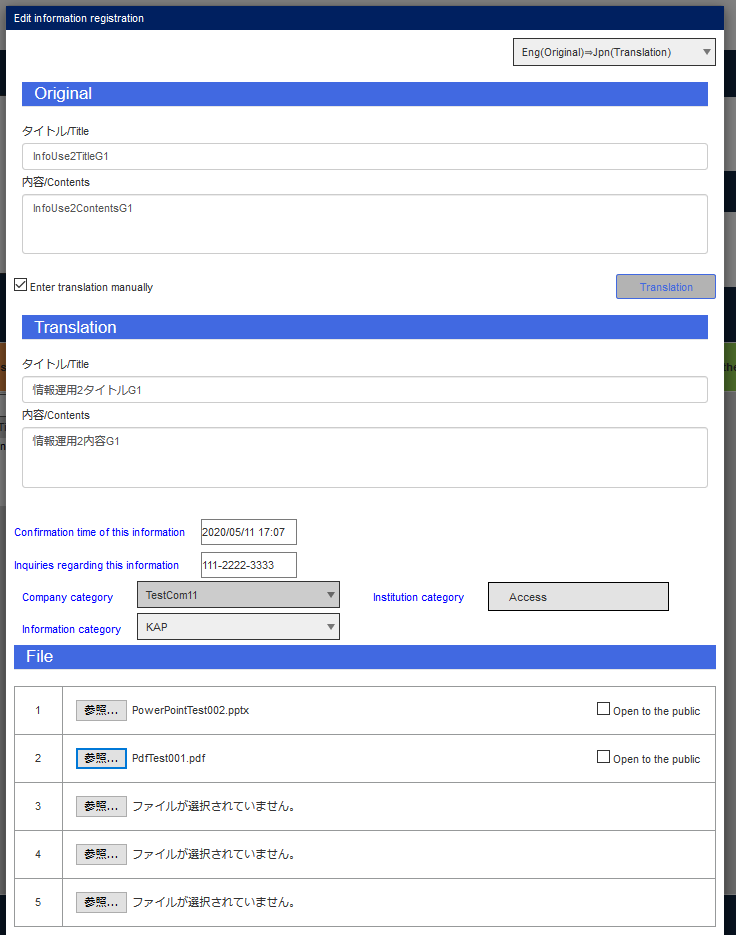 Edit information registration
Eng(Original)⇒Jpn(Translation)
Original
タイトル/Title
InfoUse2TitleG1
内容/Contents
InfoUse2ContentsG1
Enter translation manually
Translation
Translation
タイトル/Title
情報運用2タイトルG1
内容/Contents
情報運用2内容G1
Confirmation time of this information 2020/05/11 17:07
Inquiries regarding this information 111-2222-3333
Company category TestCom11 Institution category Access
Information category KAP
File
1 参照... PowerPointTest002.pptx Open to the public
2 参照... PdfTest001.pdf Open to the public
3 参照... ファイルが選択されていません。
4 参照... ファイルが選択されていません。
5 参照... ファイルが選択されていません。